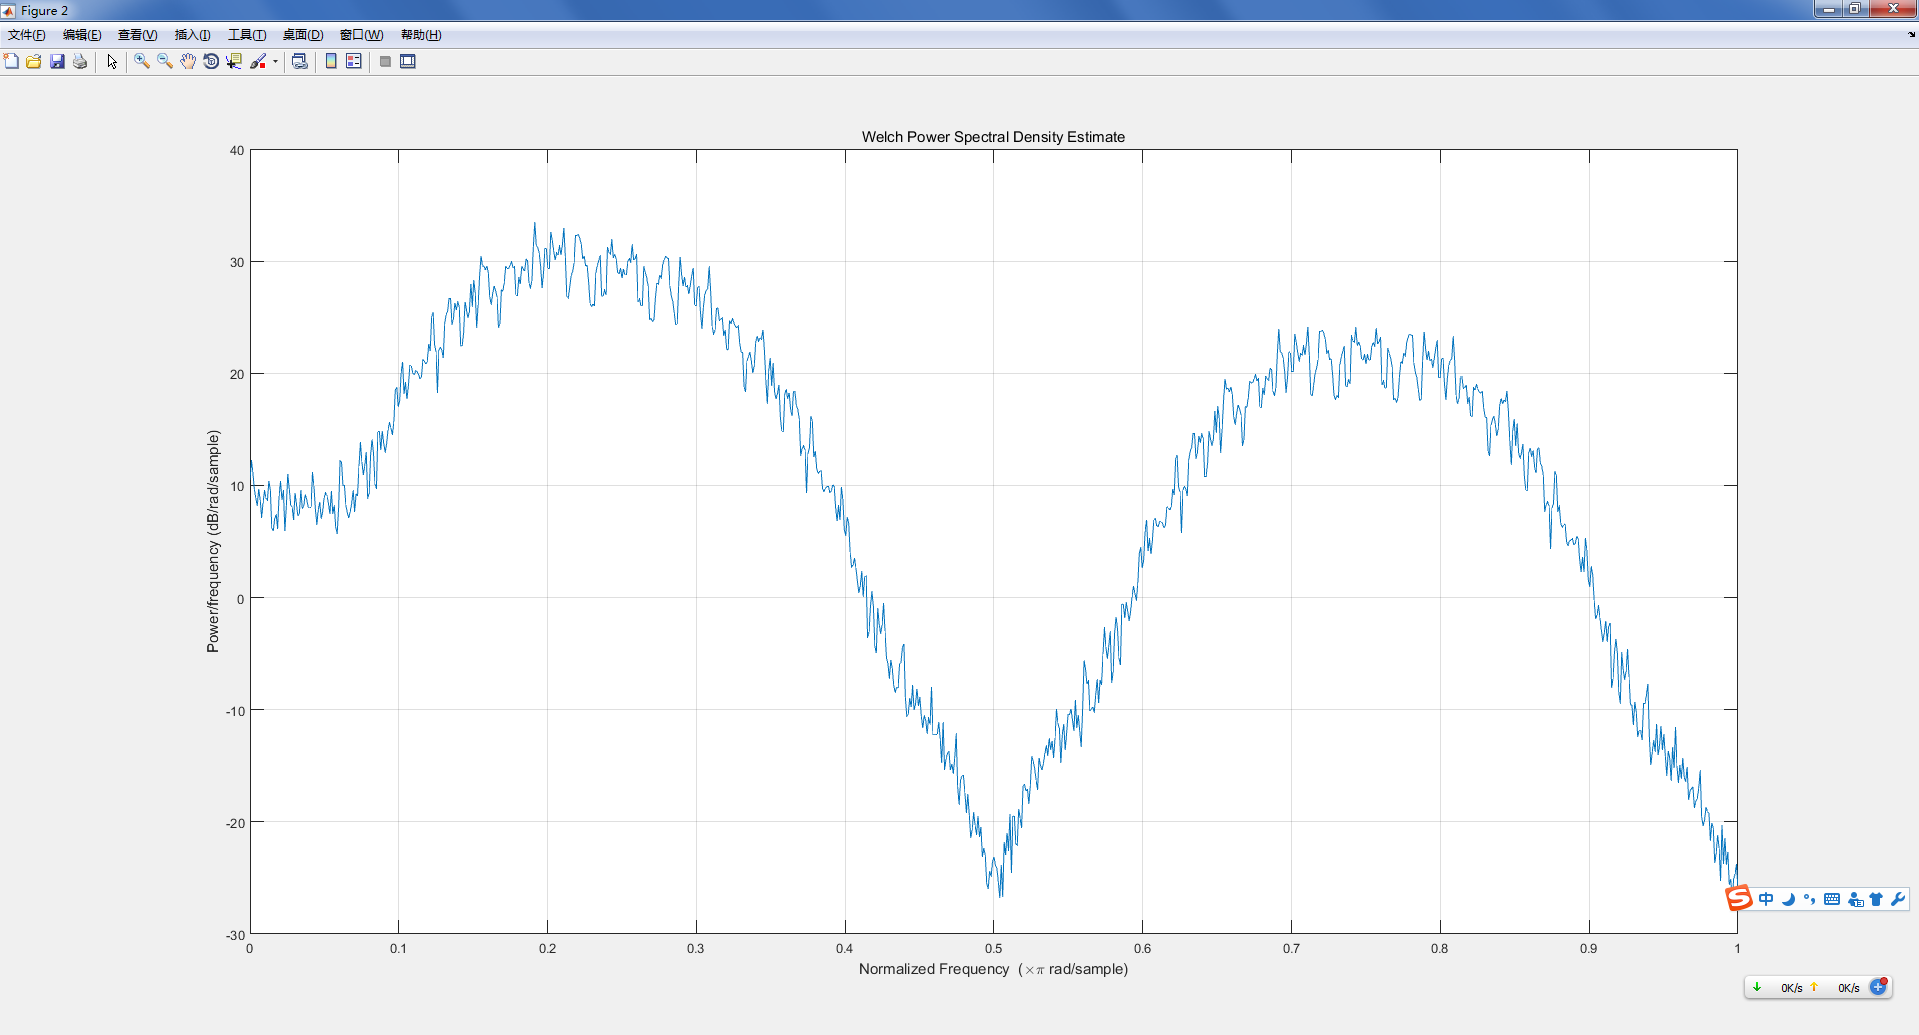 Figure 2
文件(F) 编辑(E) 查看(V) 插入(I) 工具(T) 桌面(D) 窗口(W) 帮助(H)
Welch Power Spectral Density Estimate
40
30
20
10
0
-10
-20
-30
Power/frequency (dB/rad/sample)
0 0.1 0.2 0.3 0.4 0.5 0.6 0.7 0.8 0.9 1
Normalized Frequency (×π rad/sample)
S 中
0K/s 0K/s